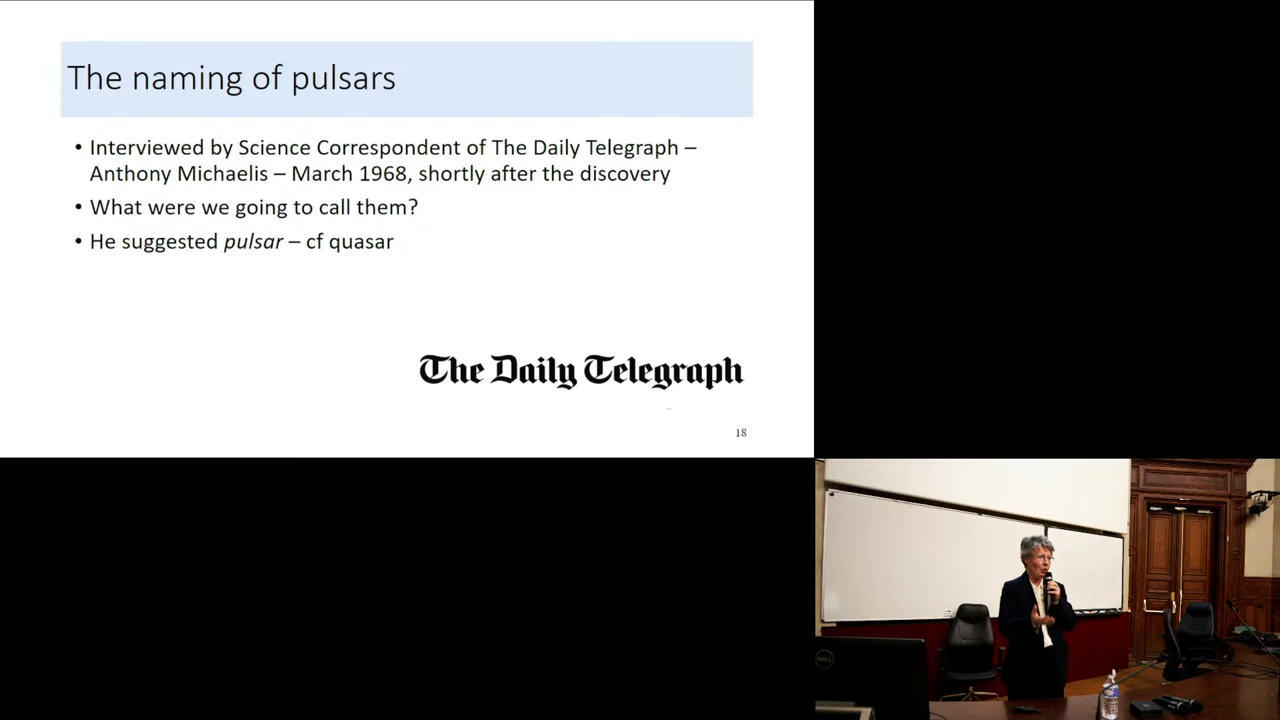 The naming of pulsars
• Interviewed by Science Correspondent of The Daily Telegraph –
Anthony Michaelis – March 1968, shortly after the discovery
• What were we going to call them?
• He suggested pulsar – cf quasar
The Daily Telegraph
18
DELL